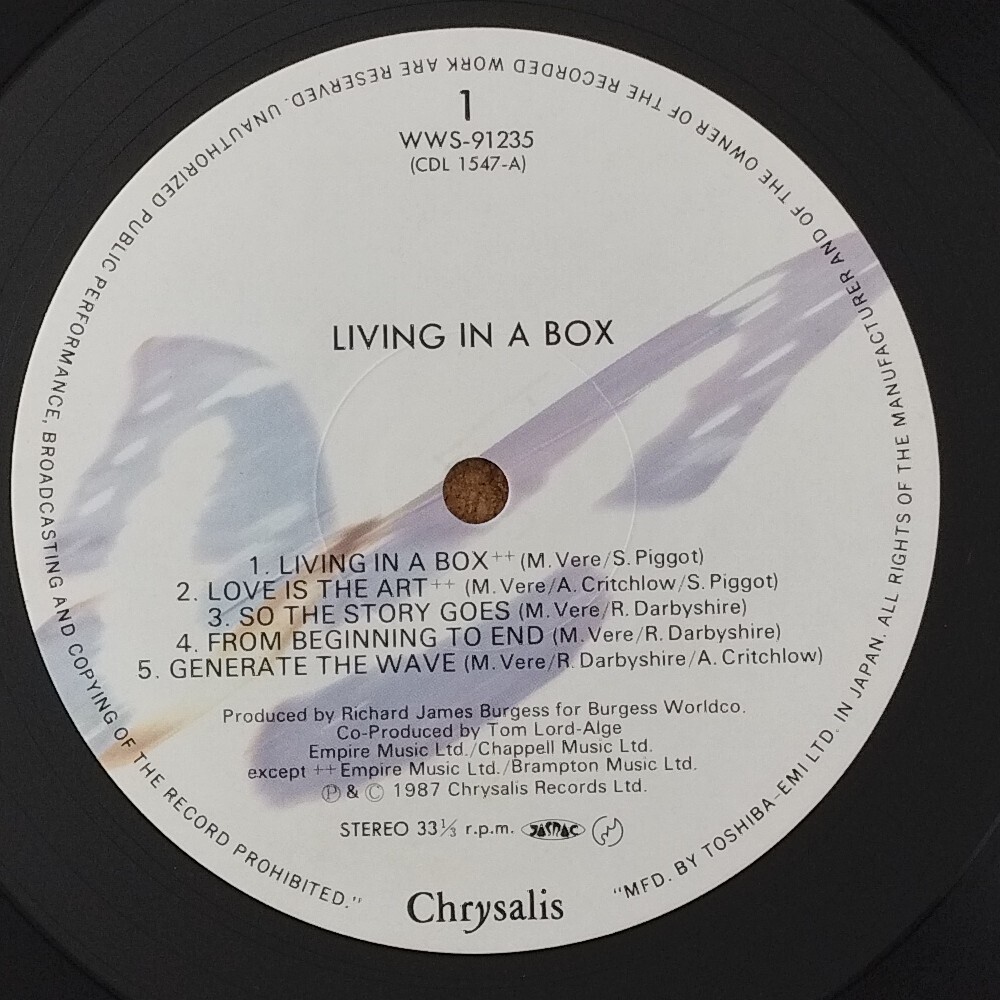 1
WWS-91235
(CDL 1547-A)
LIVING IN A BOX
1. LIVING IN A BOX++ (M. Vere/S. Piggot)
2. LOVE IS THE ART++ (M. Vere/A. Critchlow/S. Piggot)
3. SO THE STORY GOES (M. Vere/R. Darbyshire)
4. FROM BEGINNING TO END (M. Vere/R. Darbyshire)
5. GENERATE THE WAVE (M. Vere/R. Darbyshire/A. Critchlow)
Produced by Richard James Burgess for Burgess Worldco.
Co-Produced by Tom Lord-Alge
Empire Music Ltd./Chappell Music Ltd.
except ++Empire Music Ltd./Brampton Music Ltd.
Ⓟ & © 1987 Chrysalis Records Ltd.
STEREO 33⅓ r.p.m. JASRAC
Chrysalis
"MFD. BY TOSHIBA-EMI LTD. IN JAPAN. ALL RIGHTS OF THE MANUFACTURER AND OF THE OWNER OF THE RECORDED WORK ARE RESERVED. UNAUTHORIZED PUBLIC PERFORMANCE, BROADCASTING AND COPYING OF THE RECORD PROHIBITED."